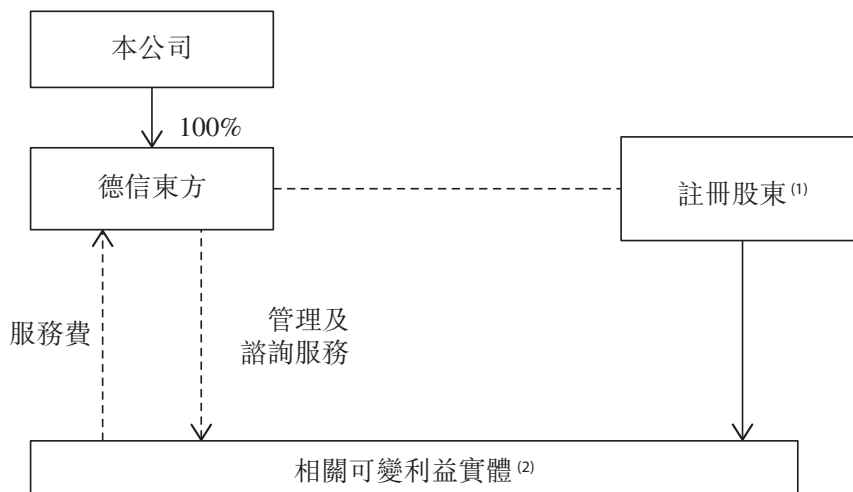 本公司
100%
德信東方
註冊股東(1)
服務費
管理及
諮詢服務
相關可變利益實體(2)